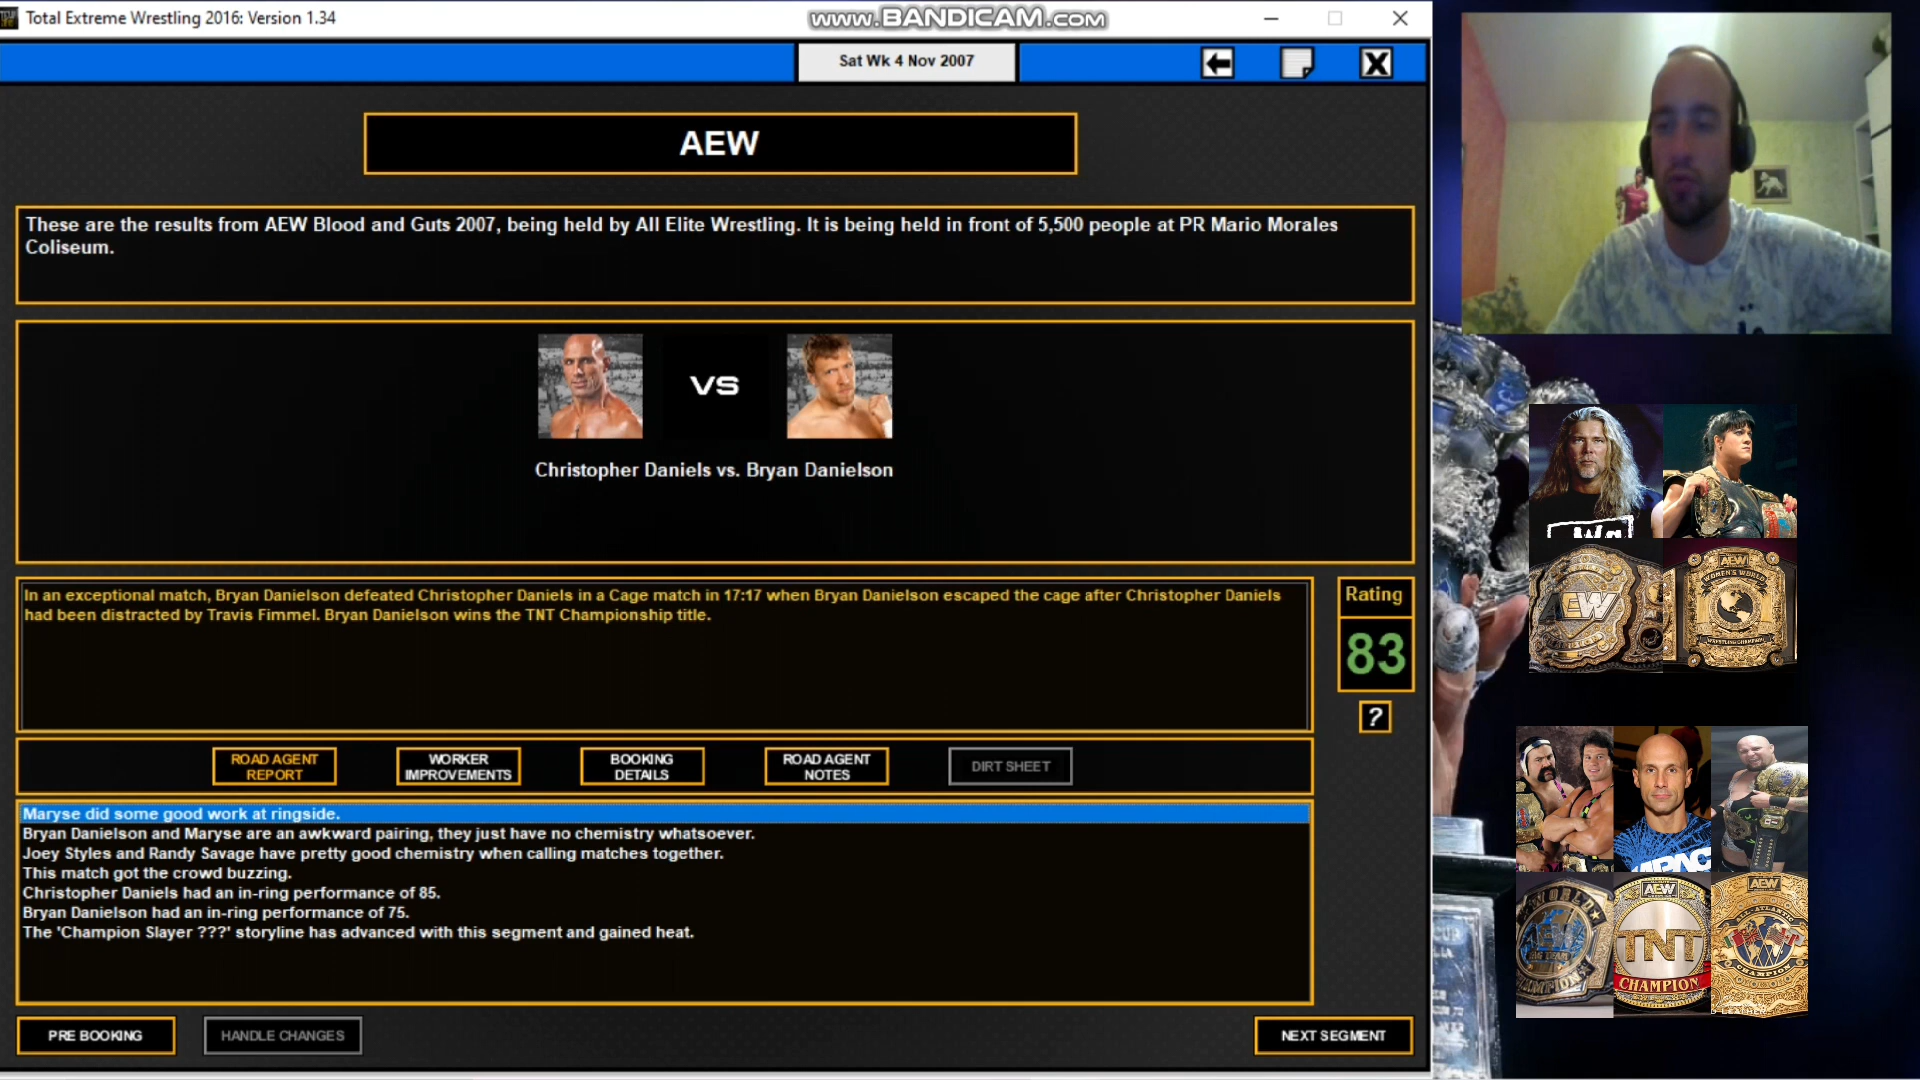 Total Extreme Wrestling 2016: Version 1.34
www.BANDICAM.com
Sat Wk 4 Nov 2007
AEW
These are the results from AEW Blood and Guts 2007, being held by All Elite Wrestling. It is being held in front of 5,500 people at PR Mario Morales
Coliseum.
VS
Christopher Daniels vs. Bryan Danielson
In an exceptional match, Bryan Danielson defeated Christopher Daniels in a Cage match in 17:17 when Bryan Danielson escaped the cage after Christopher Daniels
had been distracted by Travis Fimmel. Bryan Danielson wins the TNT Championship title.
Rating
83
?
ROAD AGENT
REPORT
WORKER
IMPROVEMENTS
BOOKING
DETAILS
ROAD AGENT
NOTES
DIRT SHEET
Maryse did some good work at ringside.
Bryan Danielson and Maryse are an awkward pairing, they just have no chemistry whatsoever.
Joey Styles and Randy Savage have pretty good chemistry when calling matches together.
This match got the crowd buzzing.
Christopher Daniels had an in-ring performance of 85.
Bryan Danielson had an in-ring performance of 75.
The 'Champion Slayer ???' storyline has advanced with this segment and gained heat.
PRE BOOKING
HANDLE CHANGES
NEXT SEGMENT
AEW
WOMEN'S WORLD
AEW
TNT
CHAMPION
AEW
ALL-ATLANTIC
CHAMPION